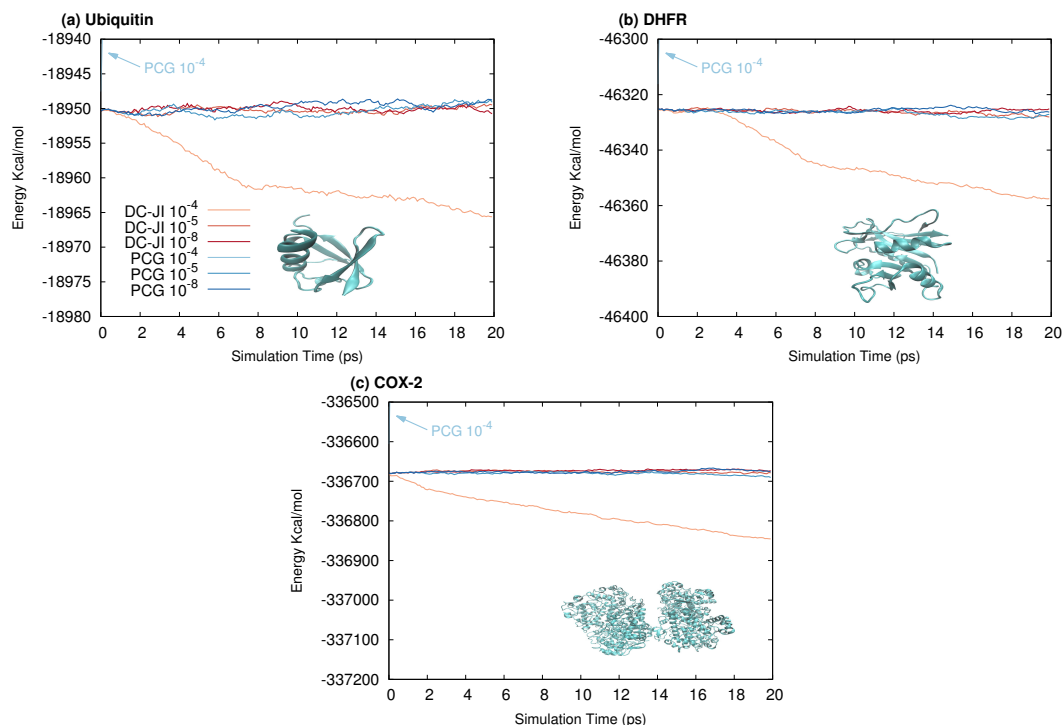 (a) Ubiquitin
-18940
-18945
-18950
-18955
-18960
-18965
-18970
-18975
-18980
Energy Kcal/mol
PCG 10^-4
DC-JI 10^-4
DC-JI 10^-5
DC-JI 10^-8
PCG 10^-4
PCG 10^-5
PCG 10^-8
0 2 4 6 8 10 12 14 16 18 20
Simulation Time (ps)
(b) DHFR
-46300
-46320
-46340
-46360
-46380
-46400
Energy Kcal/mol
PCG 10^-4
0 2 4 6 8 10 12 14 16 18 20
Simulation Time (ps)
(c) COX-2
-336500
-336600
-336700
-336800
-336900
-337000
-337100
-337200
Energy Kcal/mol
PCG 10^-4
0 2 4 6 8 10 12 14 16 18 20
Simulation Time (ps)